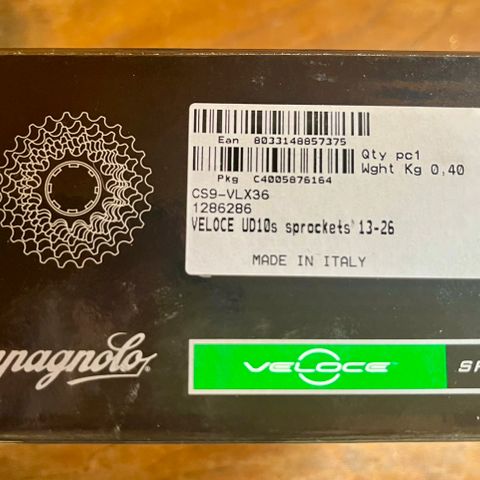 Ean 8033148857375
Qty pc1
Wght Kg 0,40
Pkg C4005876164
CS9-VLX36
1286286
VELOCE UD10s sprockets 13-26
MADE IN ITALY
VELOCE